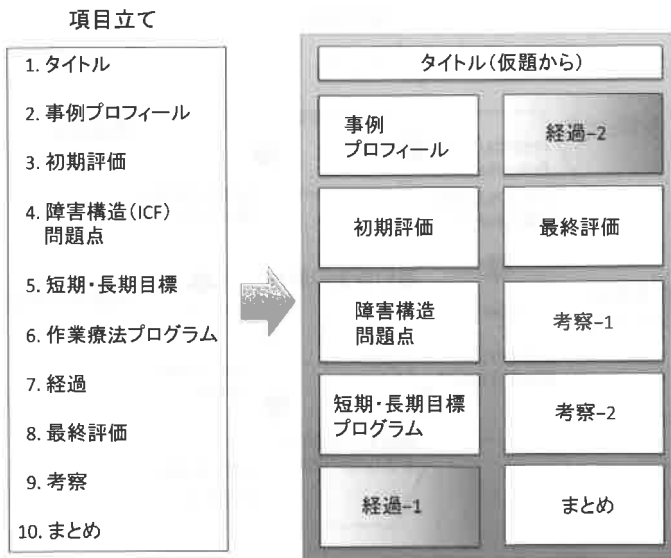 項目立て
1. タイトル
2. 事例プロフィール
3. 初期評価
4. 障害構造(ICF)
問題点
5. 短期・長期目標
6. 作業療法プログラム
7. 経過
8. 最終評価
9. 考察
10. まとめ
タイトル(仮題から)
事例
プロフィール
初期評価
障害構造
問題点
短期・長期目標
プログラム
経過−1
経過−2
最終評価
考察−1
考察−2
まとめ